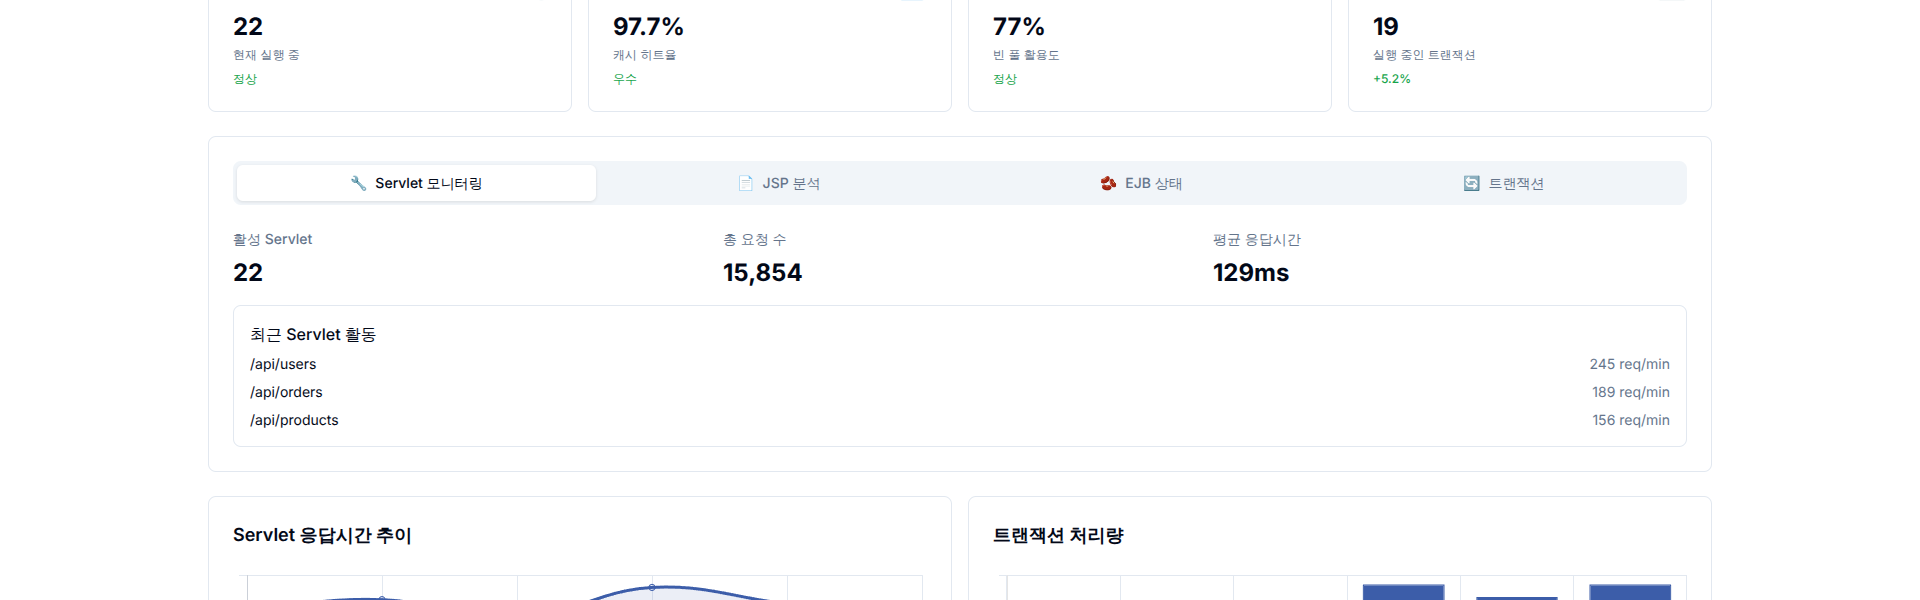 22
현재 실행 중
정상
97.7%
캐시 히트율
우수
77%
빈 풀 활용도
정상
19
실행 중인 트랜잭션
+5.2%
Servlet 모니터링
JSP 분석
EJB 상태
트랜잭션
활성 Servlet
22
총 요청 수
15,854
평균 응답시간
129ms
최근 Servlet 활동
/api/users 245 req/min
/api/orders 189 req/min
/api/products 156 req/min
Servlet 응답시간 추이
트랜잭션 처리량